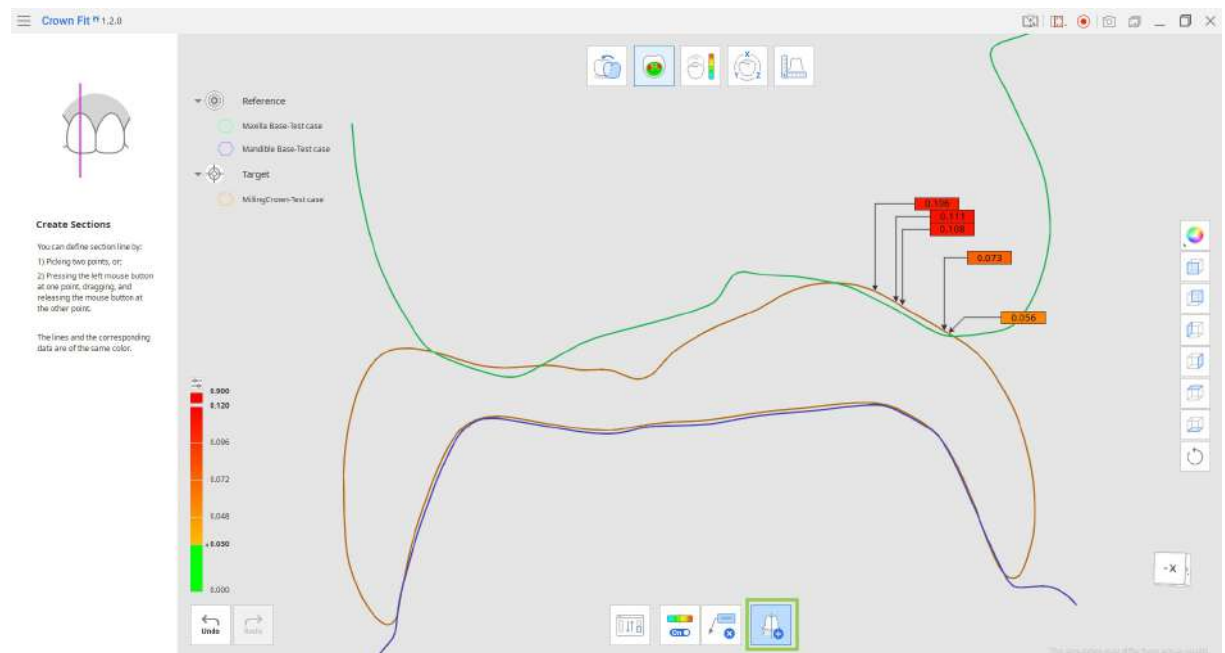 Crown Fit 1.2.0
Create Sections
You can define section line by:
1) Picking two points, or;
2) Pressing the left mouse button
at one point, dragging, and
releasing the mouse button at
the other point.
The lines and the corresponding
data are of the same color.
Reference
Maxilla Base-Test case
Mandible Base-Test case
Target
MillingCrown-Test case
X
Y
Z
0.106
0.111
0.108
0.073
0.056
0.900
0.120
0.096
0.072
0.048
+0.030
0.000
Undo
Redo
On
-X